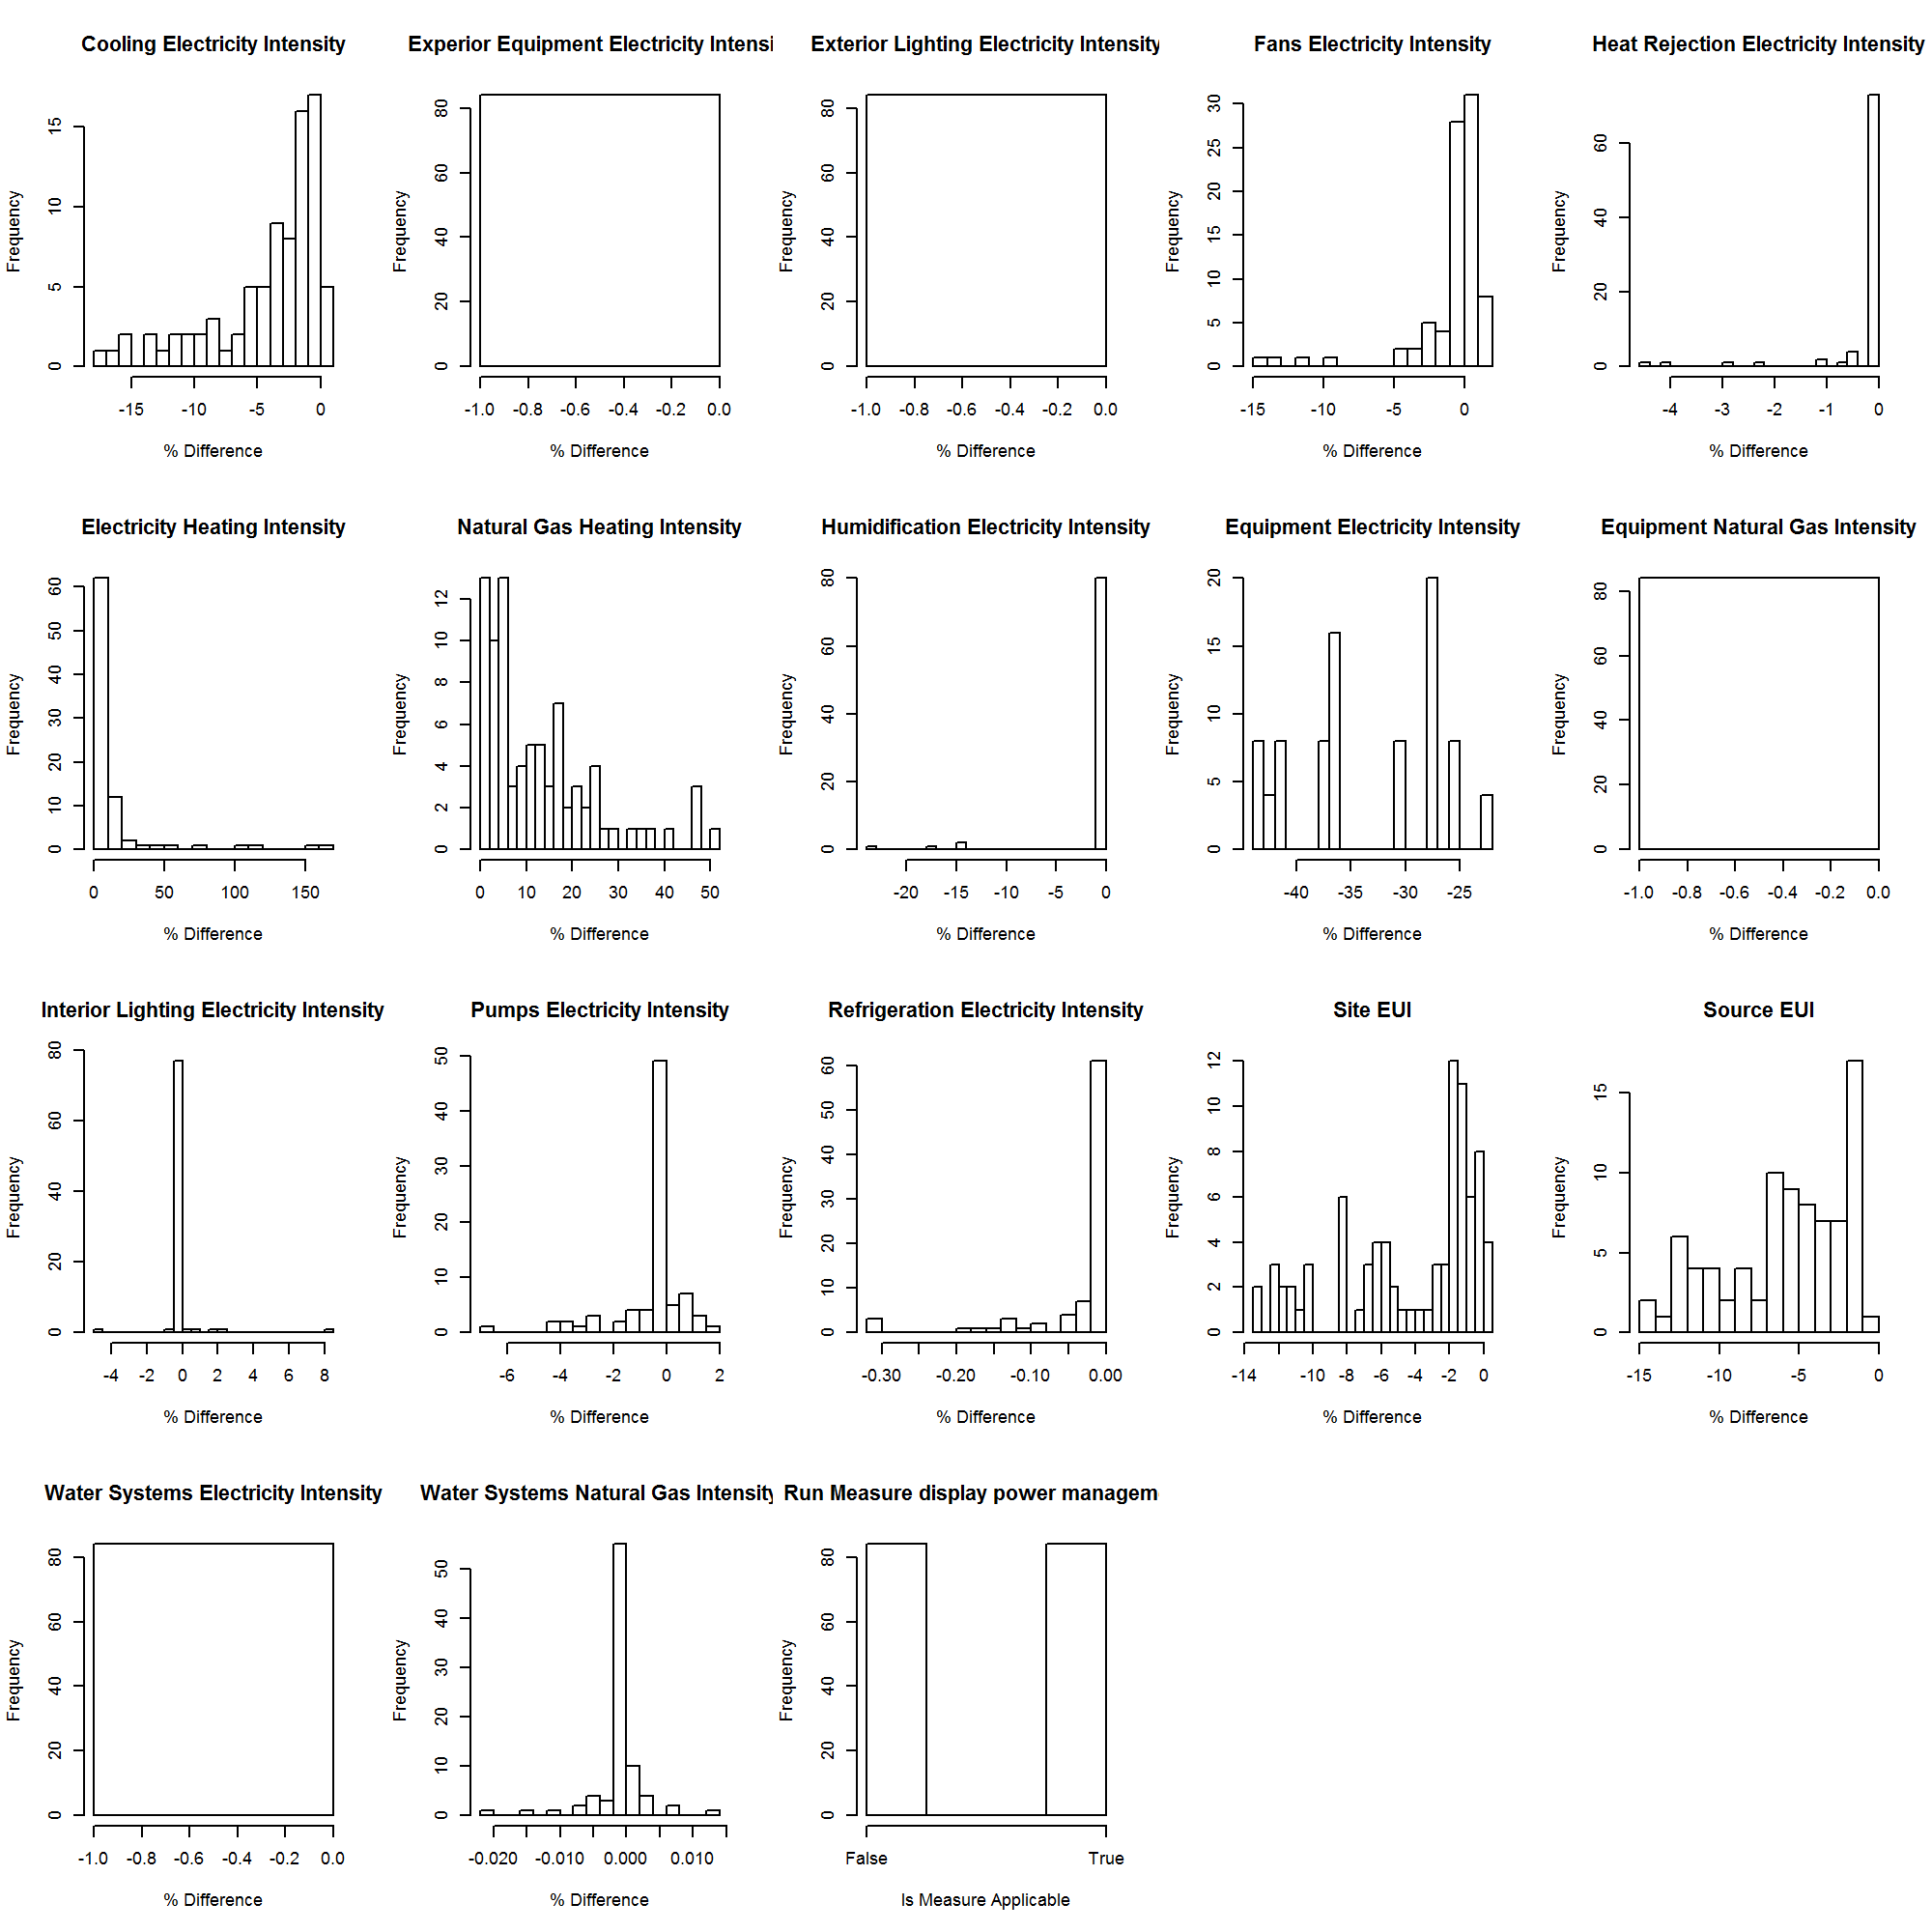 Cooling Electricity Intensity
Frequency
0 5 10 15
-15 -10 -5 0
% Difference
Experior Equipment Electricity Intensi
Frequency
0 20 40 60 80
-1.0 -0.8 -0.6 -0.4 -0.2 0.0
% Difference
Exterior Lighting Electricity Intensity
Frequency
0 20 40 60 80
-1.0 -0.8 -0.6 -0.4 -0.2 0.0
% Difference
Fans Electricity Intensity
Frequency
0 5 10 15 20 25 30
-15 -10 -5 0
% Difference
Heat Rejection Electricity Intensity
Frequency
0 20 40 60
-4 -3 -2 -1 0
% Difference
Electricity Heating Intensity
Frequency
0 10 20 30 40 50 60
0 50 100 150
% Difference
Natural Gas Heating Intensity
Frequency
0 2 4 6 8 10 12
0 10 20 30 40 50
% Difference
Humidification Electricity Intensity
Frequency
0 20 40 60 80
-20 -15 -10 -5 0
% Difference
Equipment Electricity Intensity
Frequency
0 5 10 15 20
-40 -35 -30 -25
% Difference
Equipment Natural Gas Intensity
Frequency
0 20 40 60 80
-1.0 -0.8 -0.6 -0.4 -0.2 0.0
% Difference
Interior Lighting Electricity Intensity
Frequency
0 20 40 60 80
-4 -2 0 2 4 6 8
% Difference
Pumps Electricity Intensity
Frequency
0 10 20 30 40 50
-6 -4 -2 0 2
% Difference
Refrigeration Electricity Intensity
Frequency
0 10 20 30 40 50 60
-0.30 -0.20 -0.10 0.00
% Difference
Site EUI
Frequency
0 2 4 6 8 10 12
-14 -10 -8 -6 -4 -2 0
% Difference
Source EUI
Frequency
0 5 10 15
-15 -10 -5 0
% Difference
Water Systems Electricity Intensity
Frequency
0 20 40 60 80
-1.0 -0.8 -0.6 -0.4 -0.2 0.0
% Difference
Water Systems Natural Gas Intensity
Frequency
0 10 20 30 40 50
-0.020 -0.010 0.000 0.010
% Difference
Run Measure display power managem
Frequency
0 20 40 60 80
False True
Is Measure Applicable